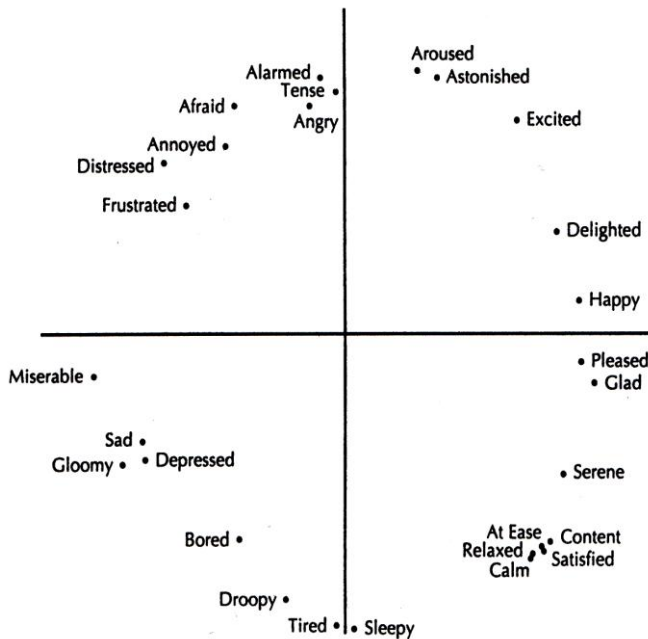 Aroused
Alarmed
Astonished
Tense
Afraid
Angry
Excited
Annoyed
Distressed
Frustrated
Delighted
Happy
Pleased
Miserable
Glad
Sad
Depressed
Gloomy
Serene
At Ease
Content
Bored
Relaxed
Satisfied
Calm
Droopy
Tired
Sleepy